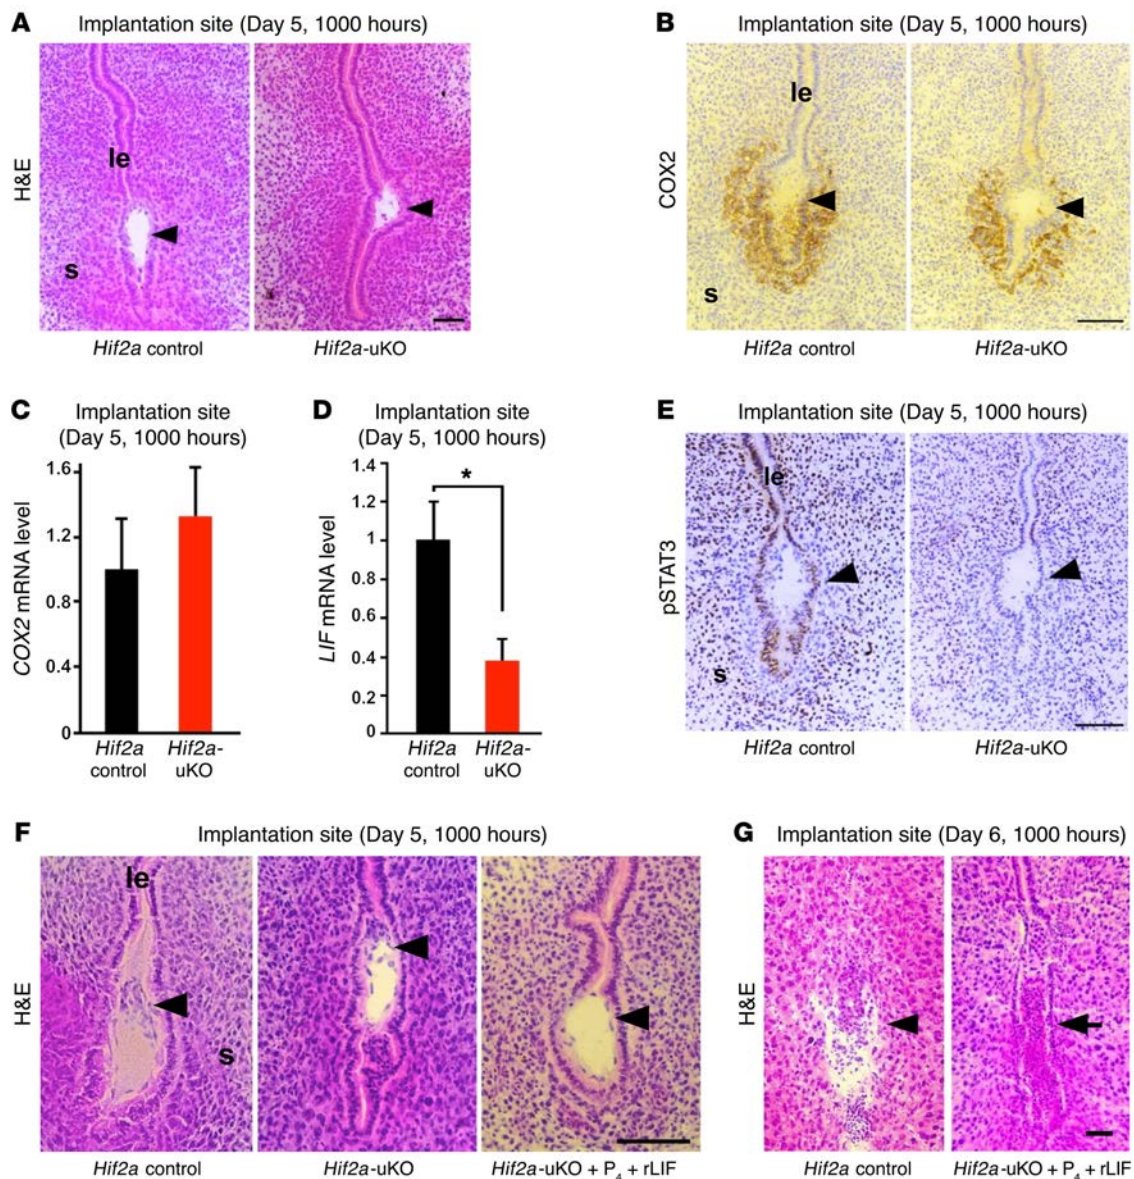 A Implantation site (Day 5, 1000 hours)
H&E
le
s
Hif2a control
Hif2a-uKO
B Implantation site (Day 5, 1000 hours)
COX2
le
s
Hif2a control
Hif2a-uKO
C Implantation site
(Day 5, 1000 hours)
COX2 mRNA level
1.6
1.2
0.8
0.4
0
Hif2a
control
Hif2a-
uKO
D Implantation site
(Day 5, 1000 hours)
LIF mRNA level
1.4
1.2
1
0.8
0.6
0.4
0.2
0
*
Hif2a
control
Hif2a-
uKO
E Implantation site (Day 5, 1000 hours)
pSTAT3
le
s
Hif2a control
Hif2a-uKO
F Implantation site (Day 5, 1000 hours)
H&E
le
s
Hif2a control
Hif2a-uKO
Hif2a-uKO + P4 + rLIF
G Implantation site (Day 6, 1000 hours)
H&E
Hif2a control
Hif2a-uKO + P4 + rLIF